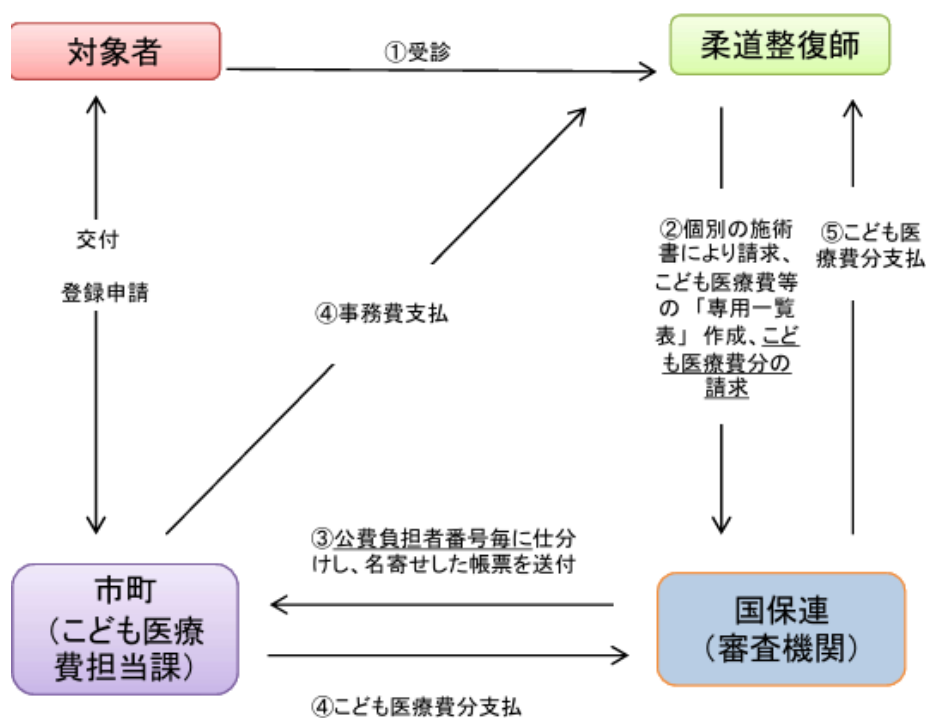 対象者
①受診
柔道整復師
交付
登録申請
④事務費支払
②個別の施術
書により請求、
こども医療費等
の「専用一覧
表」作成、こど
も医療費分の
請求
⑤こども医
療費分支払
③公費負担者番号毎に仕分
けし、名寄せした帳票を送付
市町
（こども医療
費担当課）
国保連
（審査機関）
④こども医療費分支払